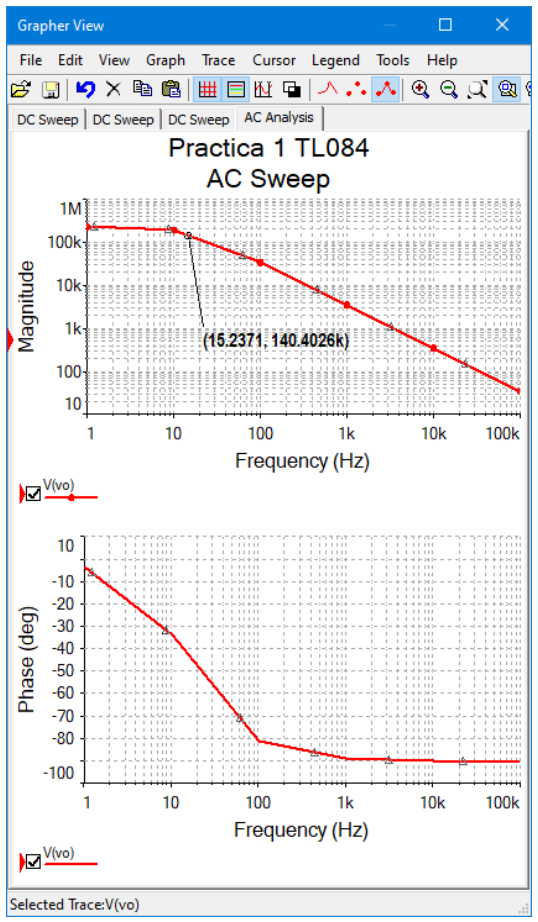 Grapher View
File Edit View Graph Trace Cursor Legend Tools Help
DC Sweep DC Sweep DC Sweep AC Analysis
Practica 1 TL084
AC Sweep
Magnitude
1M
100k
10k
1k
100
10
(15.2371, 140.4026k)
1 10 100 1k 10k 100k
Frequency (Hz)
V(vo)
Phase (deg)
10
-10
-20
-30
-40
-50
-60
-70
-80
-100
1 10 100 1k 10k 100k
Frequency (Hz)
V(vo)
Selected Trace:V(vo)